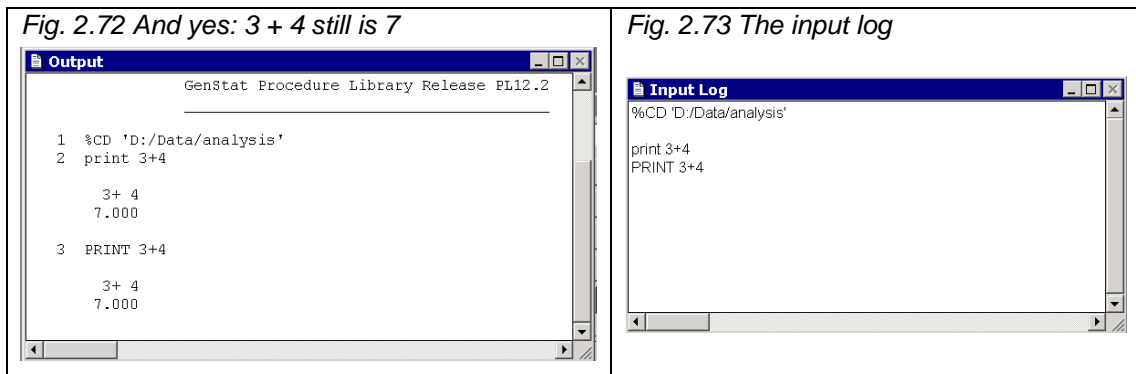 Fig. 2.72 And yes: 3 + 4 still is 7
Output
GenStat Procedure Library Release PL12.2
1 %CD 'D:/Data/analysis'
2 print 3+4
3+ 4
7.000
3 PRINT 3+4
3+ 4
7.000
Fig. 2.73 The input log
Input Log
%CD 'D:/Data/analysis'
print 3+4
PRINT 3+4